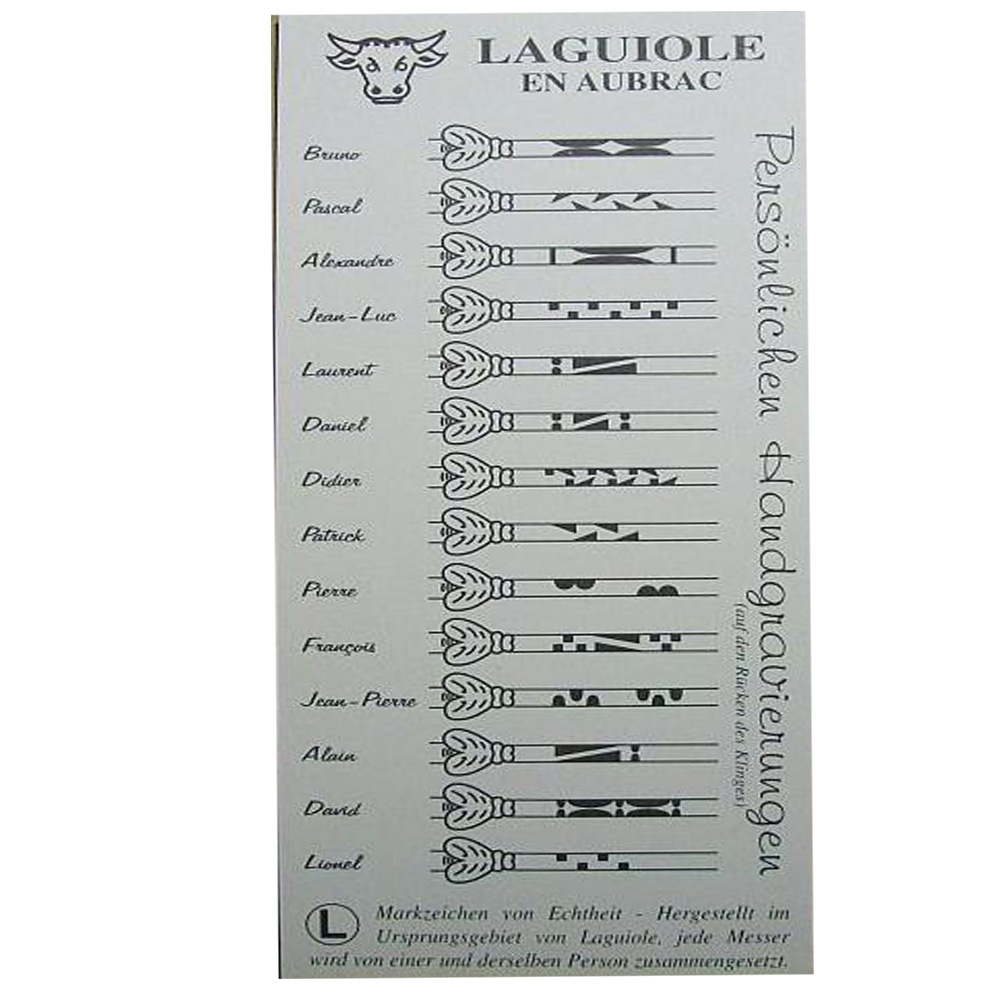 LAGUIOLE
EN AUBRAC
Bruno
Pascal
Alexandre
Jean-Luc
Laurent
Daniel
Didier
Patrick
Pierre
François
Jean-Pierre
Alain
David
Lionel
Persönlichen Handgravierungen
(auf den Rücken des Klinges)
L
Markzeichen von Echtheit - Hergestellt im
Ursprungsgebiet von Laguiole, jede Messer
wird von einer und derselben Person zusammengesetzt.